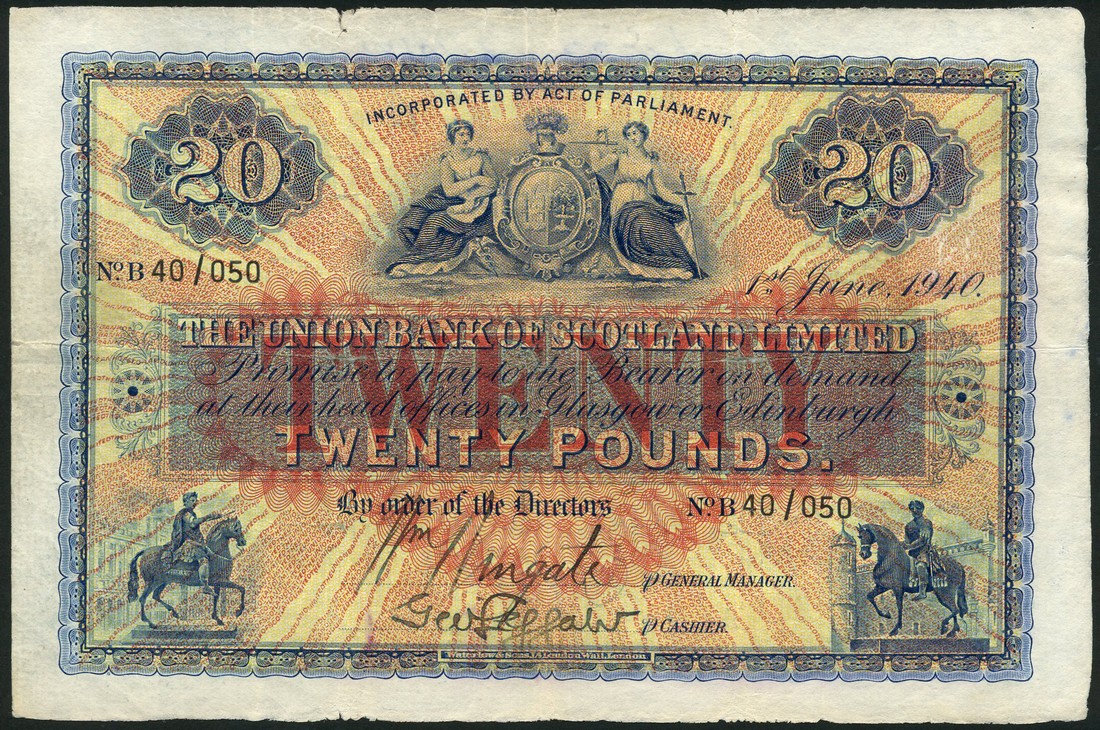 INCORPORATED BY ACT OF PARLIAMENT.
20
20
No. B 40/050
1st June, 1940.
THE UNION BANK OF SCOTLAND LIMITED
TWENTY
Promise to pay to the Bearer on demand
at their head offices in Glasgow or Edinburgh
TWENTY POUNDS.
By order of the Directors
No. B 40/050
p GENERAL MANAGER.
p CASHIER.
Waterlow & Sons Ld London Wall, London